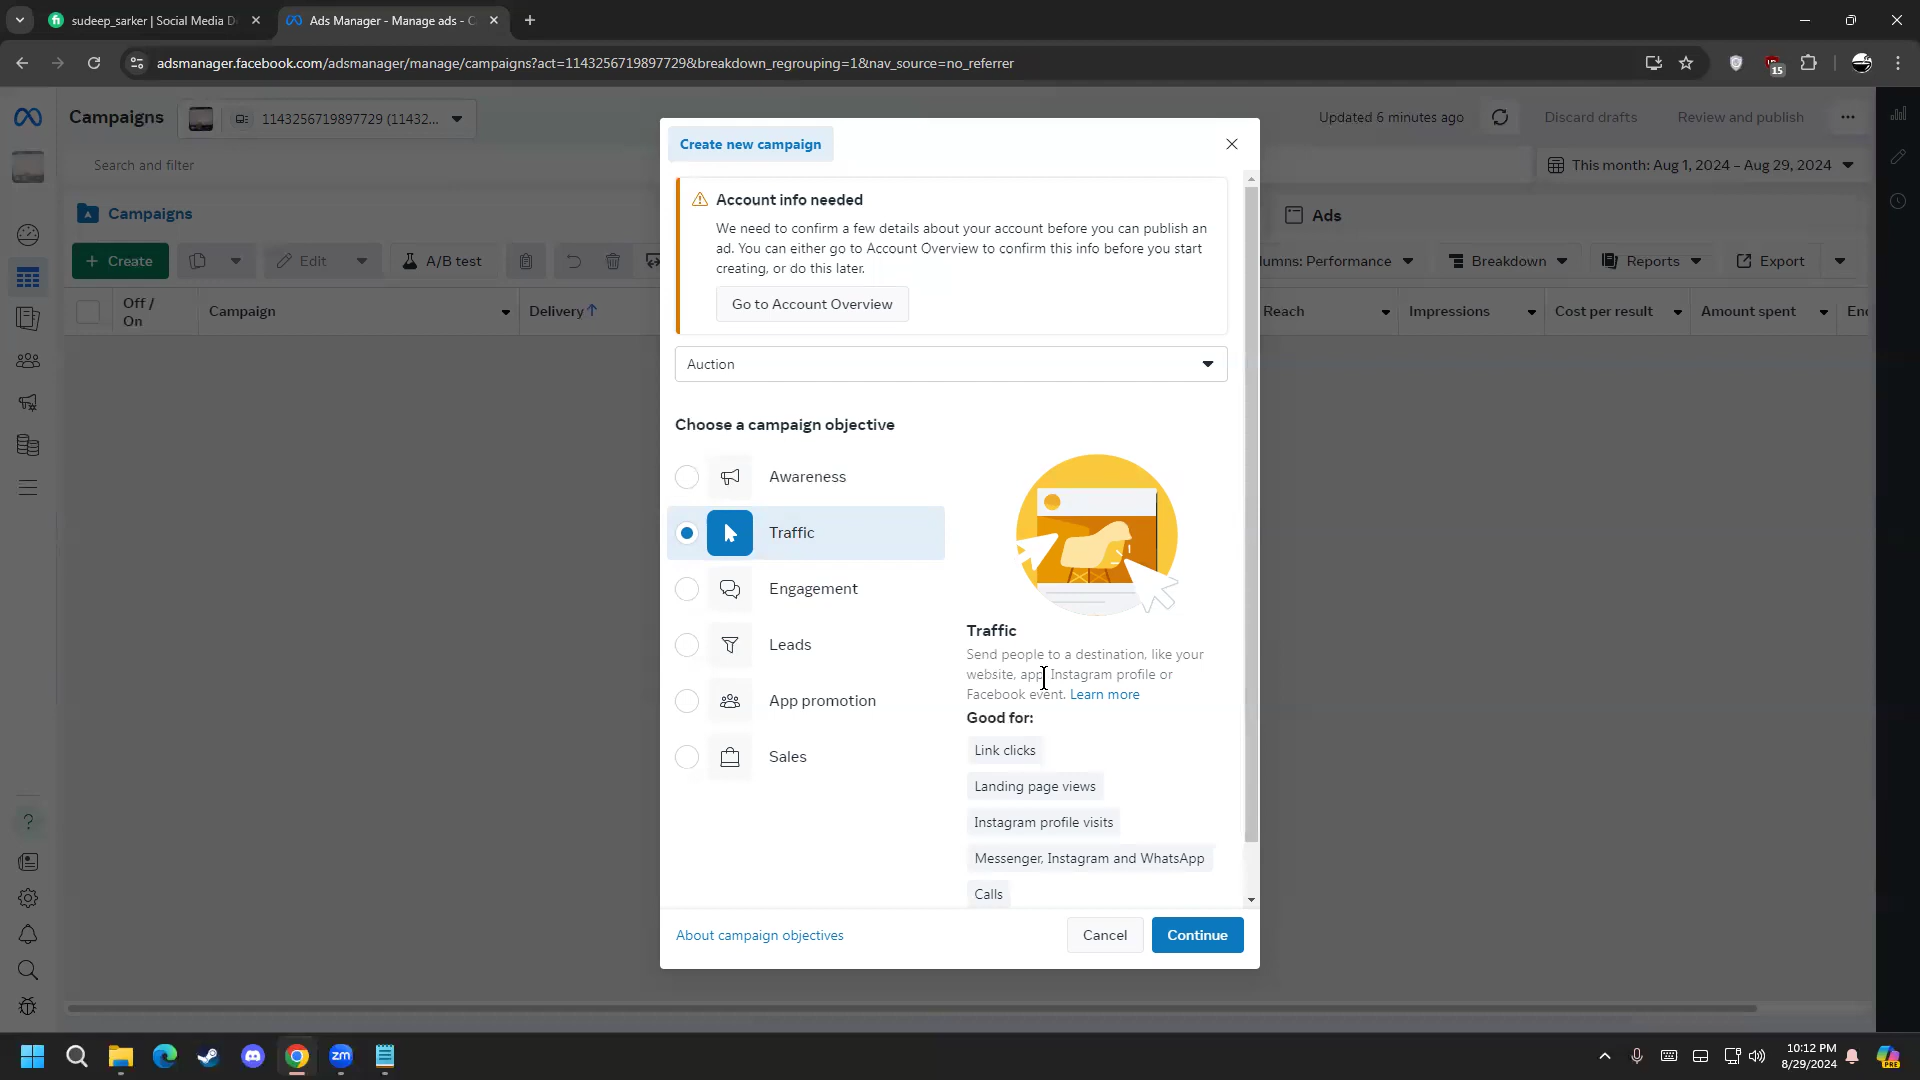 sudeep_sarker | Social Media D
Ads Manager - Manage ads - C
adsmanager.facebook.com/adsmanager/manage/campaigns?act=1143256719897729&breakdown_regrouping=1&nav_source=no_referrer
15
Campaigns
1143256719897729 (11432...
Updated 6 minutes ago
Discard drafts
Review and publish
Search and filter
This month: Aug 1, 2024 – Aug 29, 2024
Campaigns
Ads
+ Create
Edit
A/B test
lumns: Performance
Breakdown
Reports
Export
Off / On
Campaign
Delivery
Reach
Impressions
Cost per result
Amount spent
End
Create new campaign
Account info needed
We need to confirm a few details about your account before you can publish an
ad. You can either go to Account Overview to confirm this info before you start
creating, or do this later.
Go to Account Overview
Auction
Choose a campaign objective
Awareness
Traffic
Engagement
Leads
App promotion
Sales
Traffic
Send people to a destination, like your
website, app, Instagram profile or
Facebook event. Learn more
Good for:
Link clicks
Landing page views
Instagram profile visits
Messenger, Instagram and WhatsApp
Calls
About campaign objectives
Cancel
Continue
zm
10:12 PM
8/29/2024
PRE